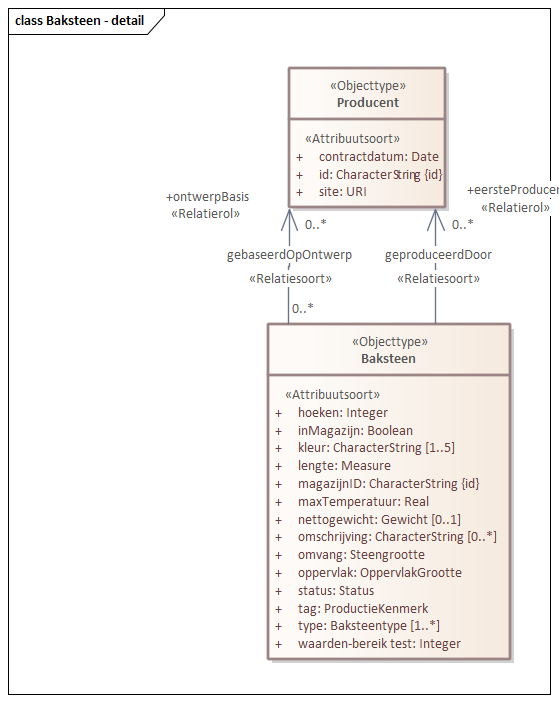 class Baksteen - detail
«Objecttype»
Producent
«Attribuutsoort»
+ contractdatum: Date
+ id: CharacterString {id}
+ site: URI
+ontwerpBasis
«Relatierol»
+eersteProducen
«Relatierol»
0..*
0..*
gebaseerdOpOntwerp
geproduceerdDoor
«Relatiesoort»
«Relatiesoort»
0..*
«Objecttype»
Baksteen
«Attribuutsoort»
+ hoeken: Integer
+ inMagazijn: Boolean
+ kleur: CharacterString [1..5]
+ lengte: Measure
+ magazijnID: CharacterString {id}
+ maxTemperatuur: Real
+ nettogewicht: Gewicht [0..1]
+ omschrijving: CharacterString [0..*]
+ omvang: Steengrootte
+ oppervlak: OppervlakGrootte
+ status: Status
+ tag: ProductieKenmerk
+ type: Baksteentype [1..*]
+ waarden-bereik test: Integer